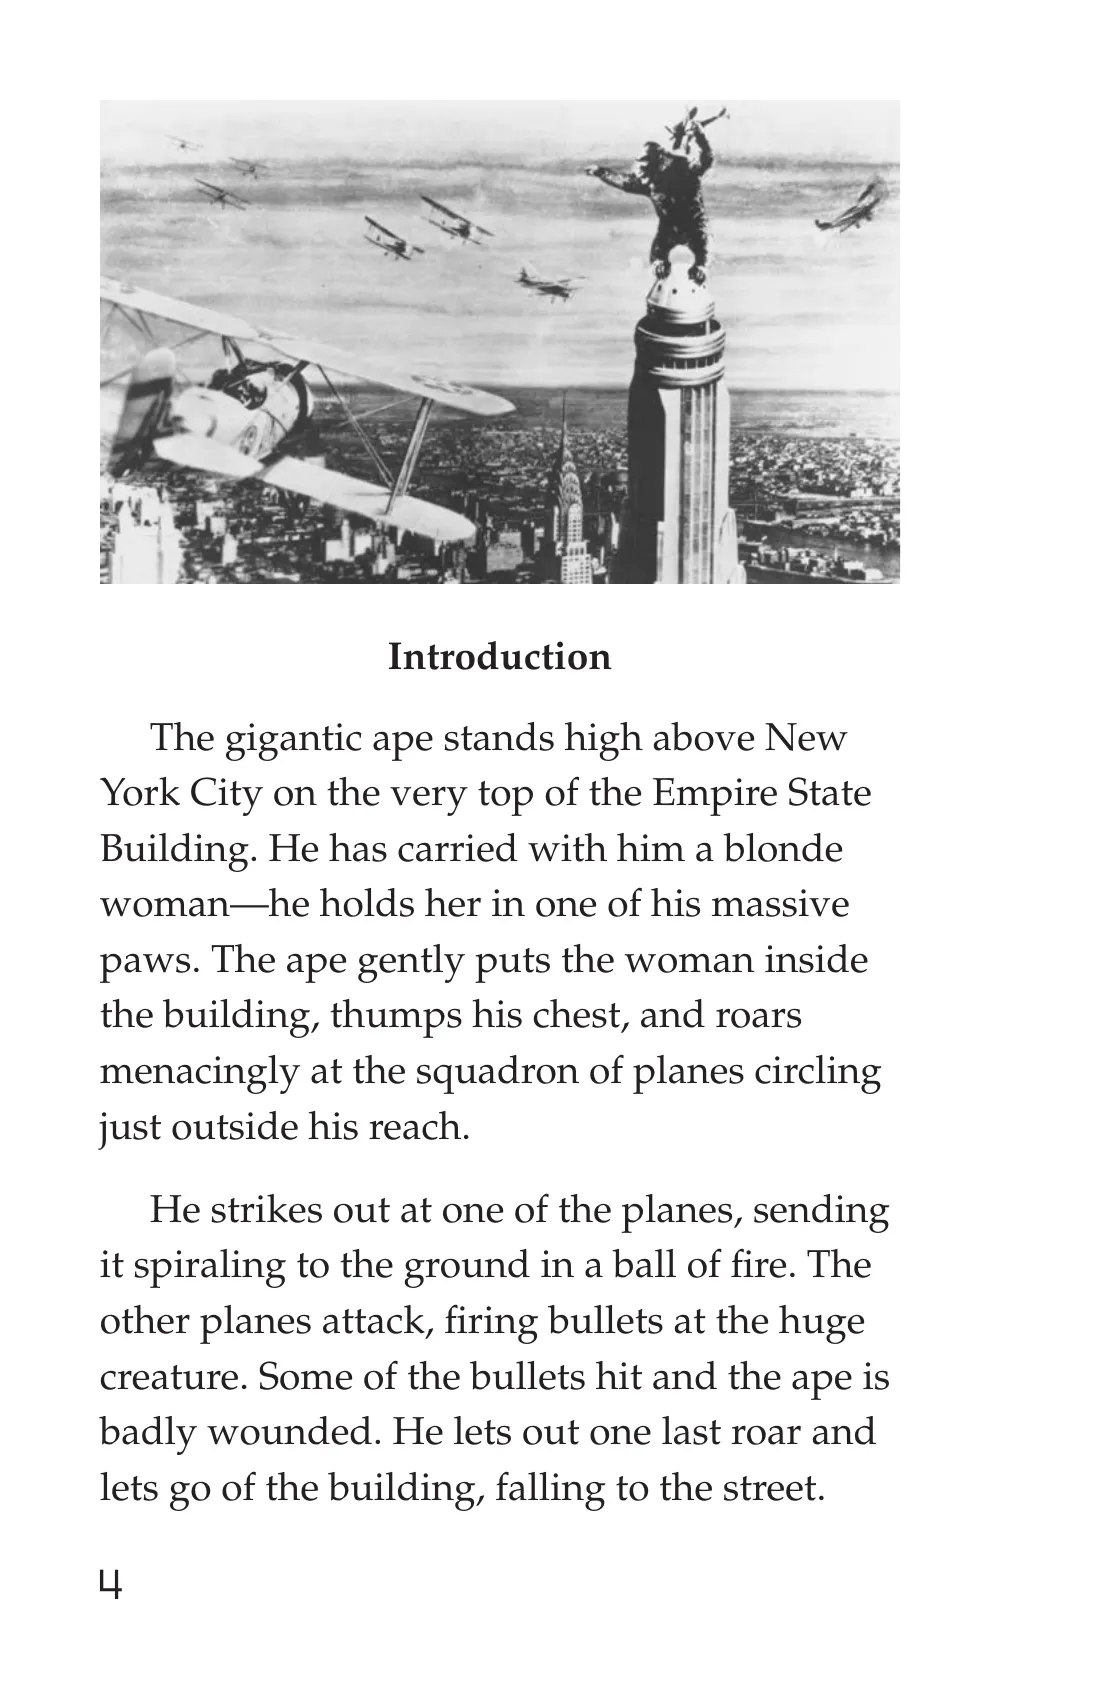 Introduction
The gigantic ape stands high above New
York City on the very top of the Empire State
Building. He has carried with him a blonde
woman—he holds her in one of his massive
paws. The ape gently puts the woman inside
the building, thumps his chest, and roars
menacingly at the squadron of planes circling
just outside his reach.
He strikes out at one of the planes, sending
it spiraling to the ground in a ball of fire. The
other planes attack, firing bullets at the huge
creature. Some of the bullets hit and the ape is
badly wounded. He lets out one last roar and
lets go of the building, falling to the street.
4